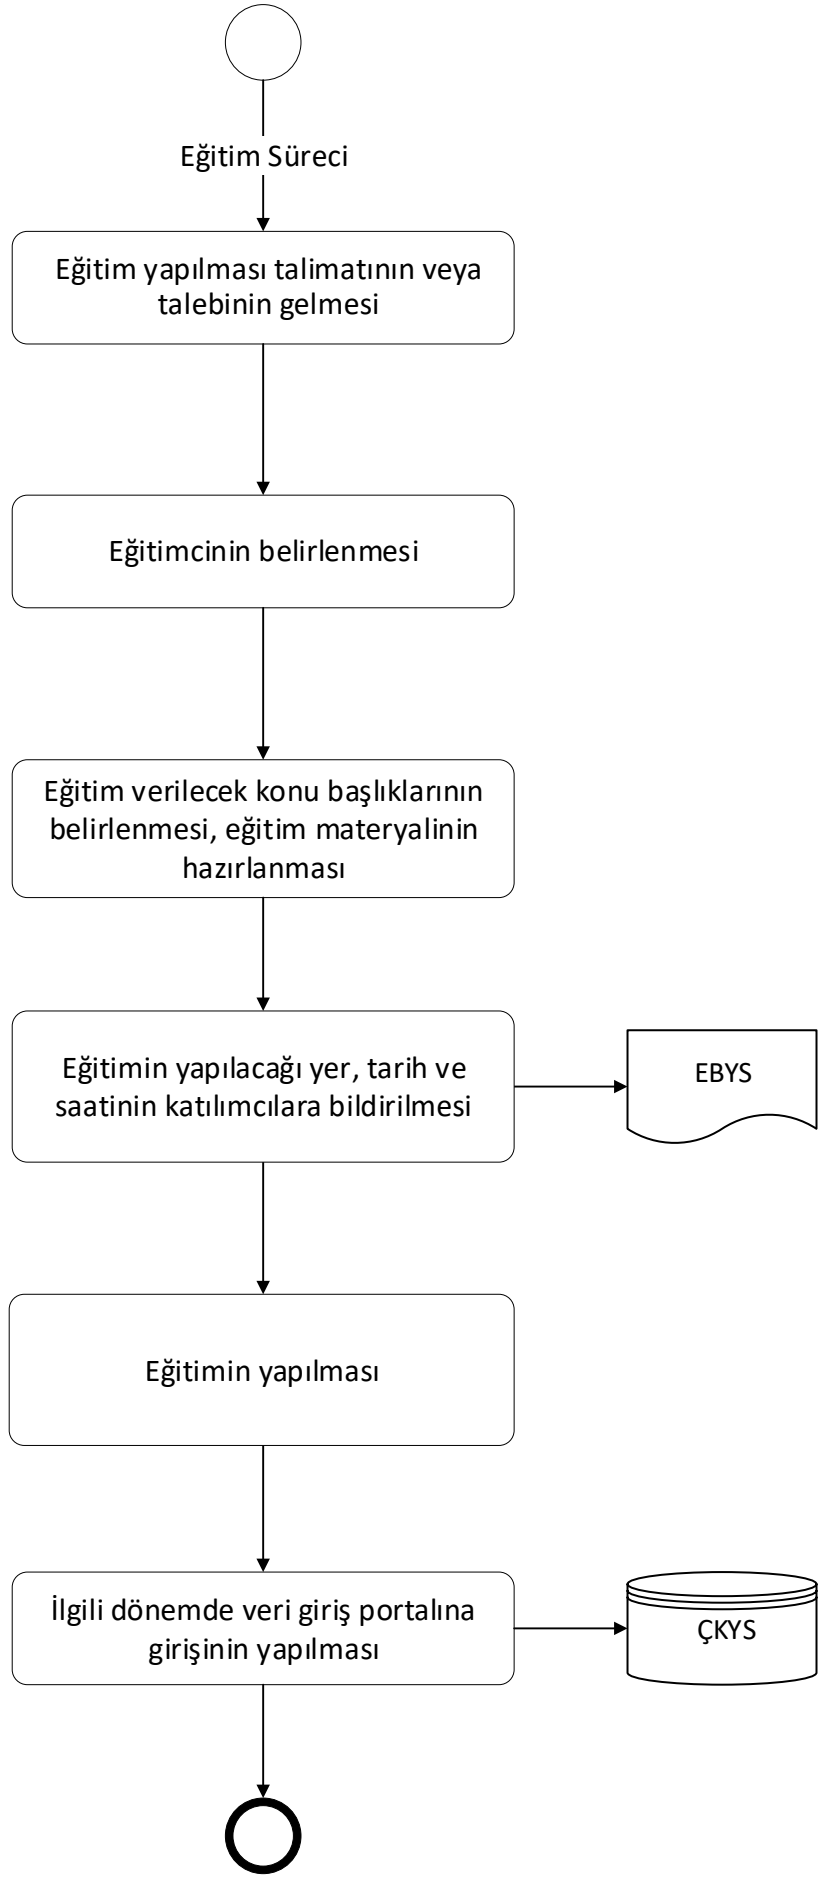 Eğitim Süreci
Eğitim yapılması talimatının veya
talebinin gelmesi
Eğitimcinin belirlenmesi
Eğitim verilecek konu başlıklarının
belirlenmesi, eğitim materyalinin
hazırlanması
Eğitimin yapılacağı yer, tarih ve
saatinin katılımcılara bildirilmesi
EBYS
Eğitimin yapılması
İlgili dönemde veri giriş portalına
girişinin yapılması
ÇKYS